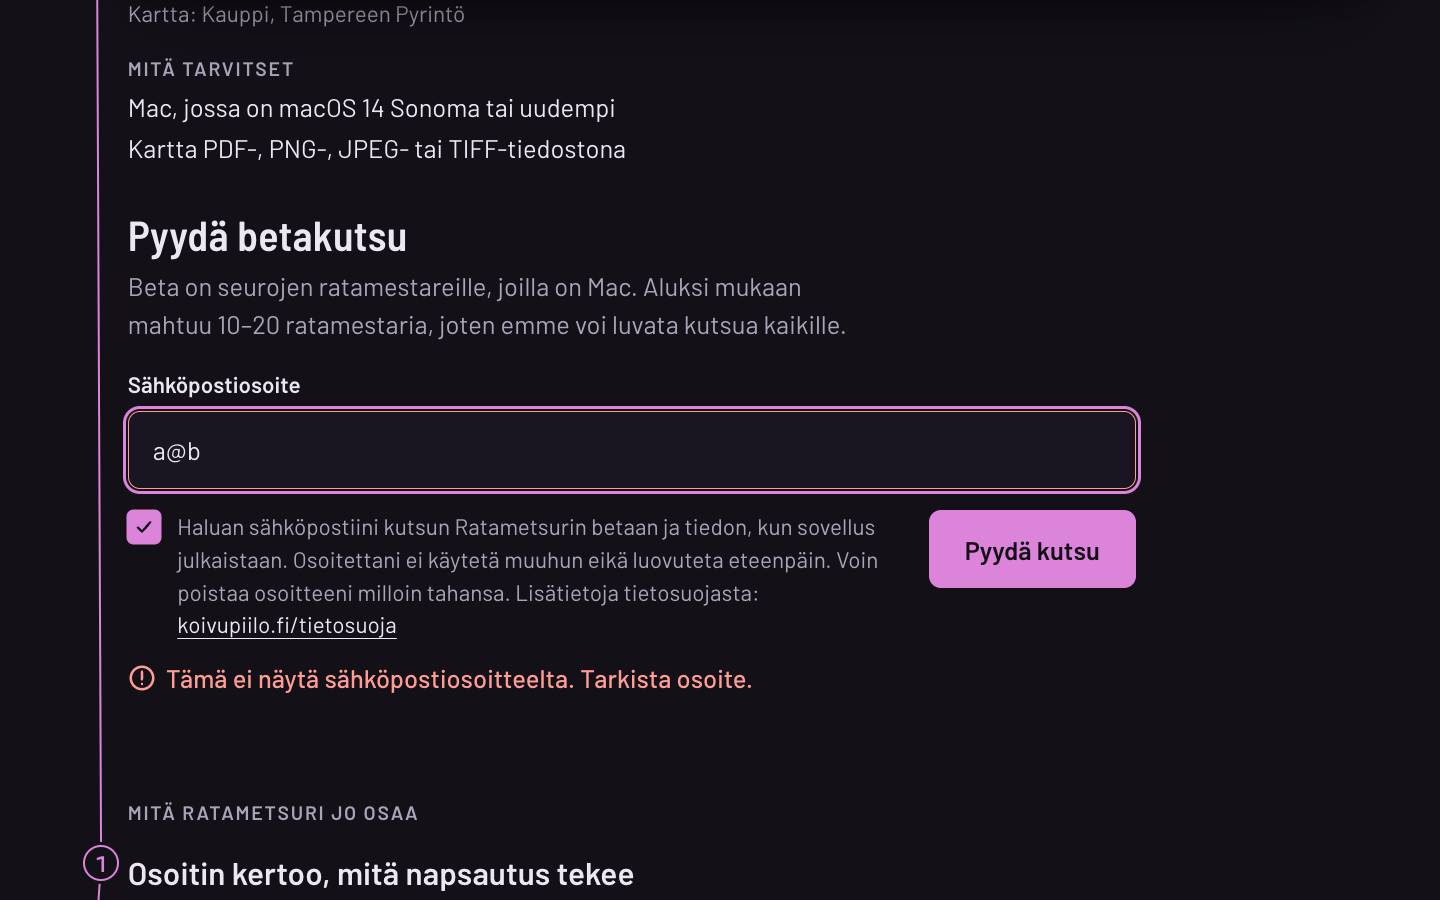 Kartta: Kauppi, Tampereen Pyrintö
MITÄ TARVITSET
Mac, jossa on macOS 14 Sonoma tai uudempi
Kartta PDF-, PNG-, JPEG- tai TIFF-tiedostona
Pyydä betakutsu
Beta on seurojen ratamestareille, joilla on Mac. Aluksi mukaan
mahtuu 10–20 ratamestaria, joten emme voi luvata kutsua kaikille.
Sähköpostiosoite
a@b
Haluan sähköpostiini kutsun Ratametsurin betaan ja tiedon, kun sovellus
julkaistaan. Osoitettani ei käytetä muuhun eikä luovuteta eteenpäin. Voin
poistaa osoitteeni milloin tahansa. Lisätietoja tietosuojasta:
koivupiilo.fi/tietosuoja
Pyydä kutsu
Tämä ei näytä sähköpostiosoitteelta. Tarkista osoite.
MITÄ RATAMETSURI JO OSAA
1 Osoitin kertoo, mitä napsautus tekee